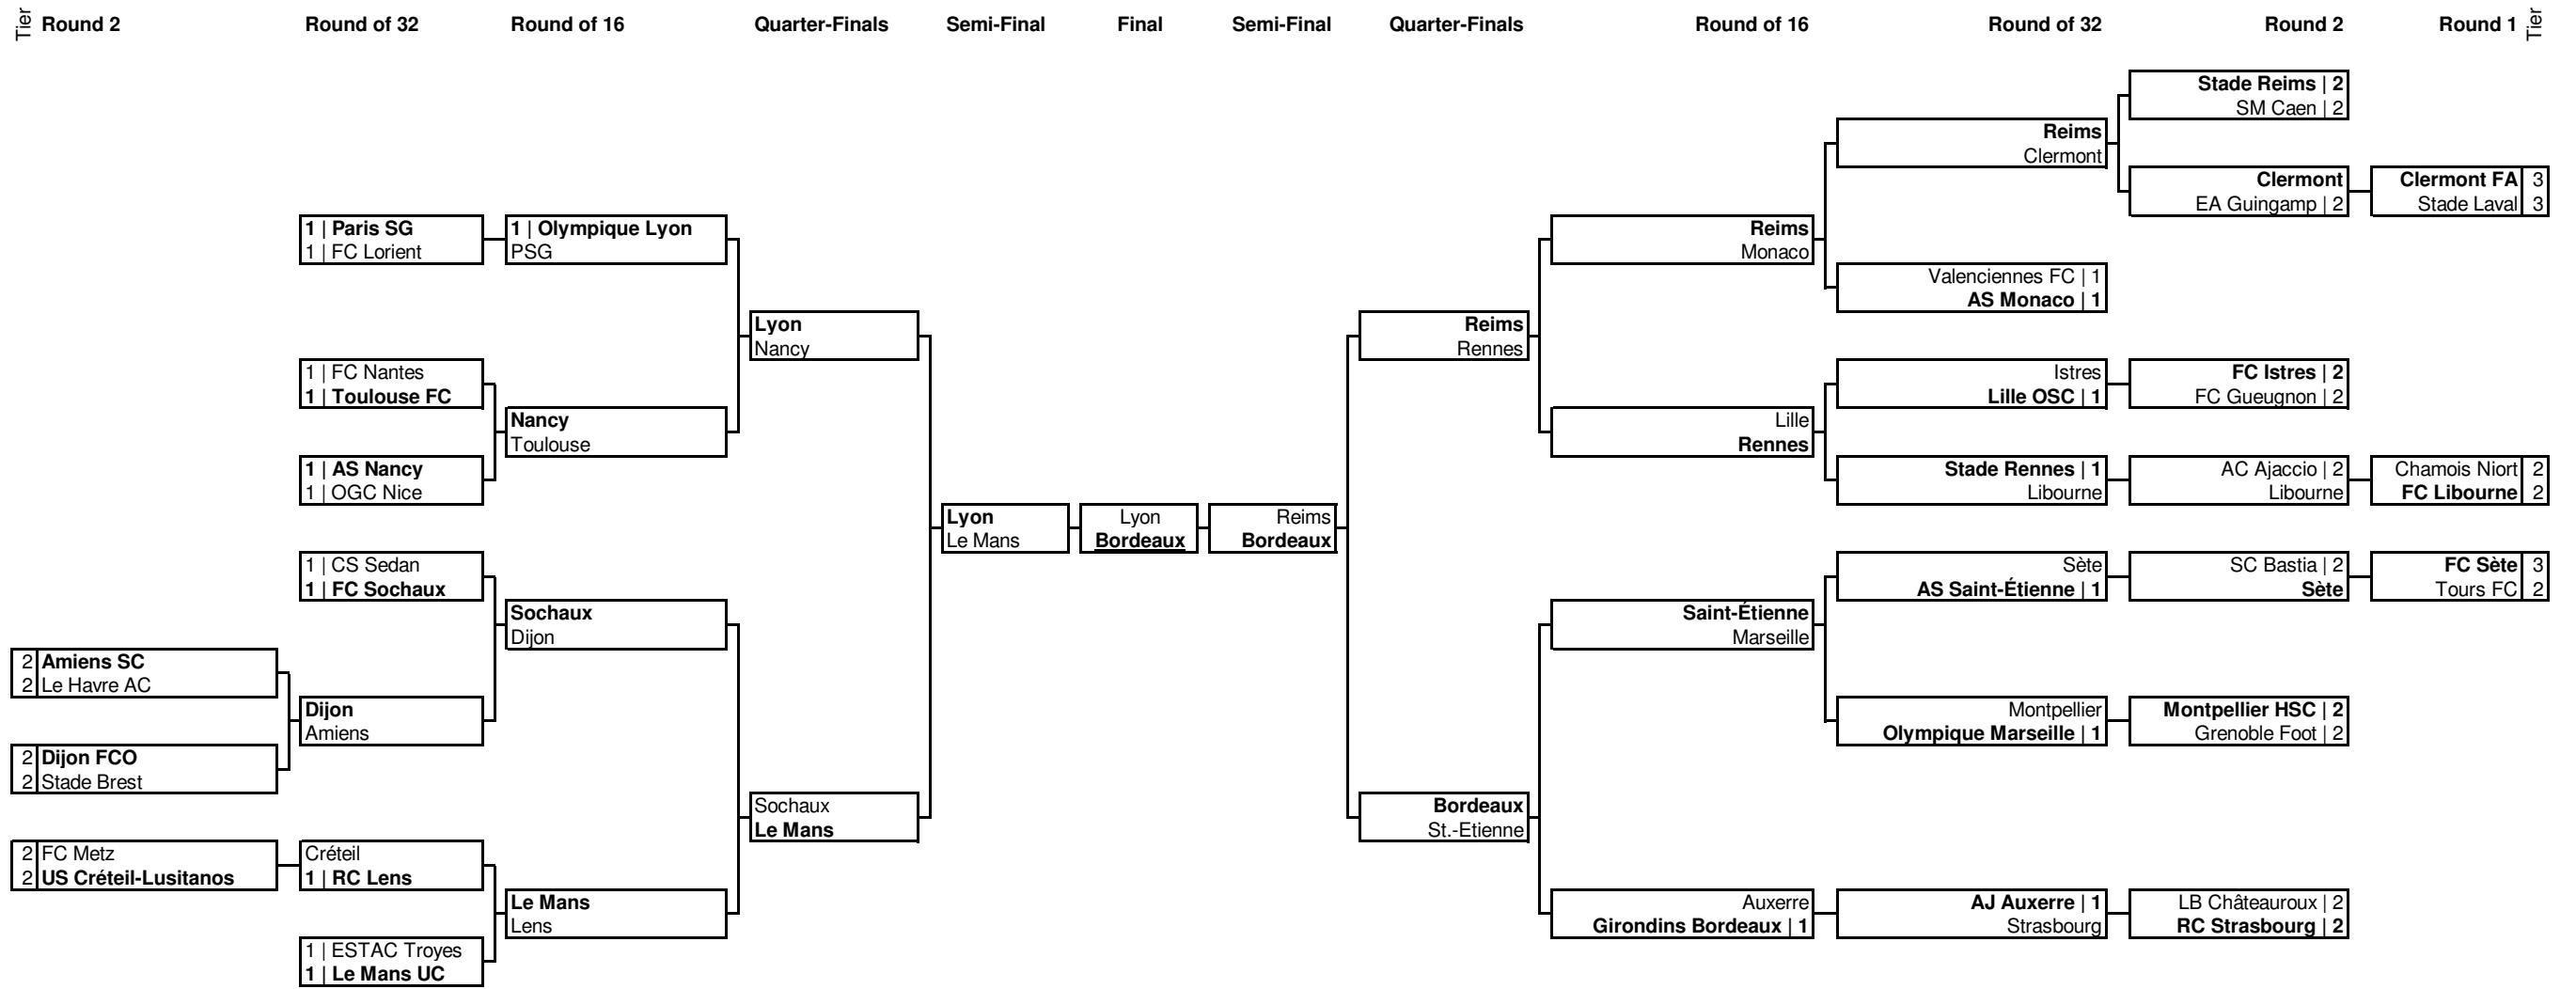 Tier Round 2 Round of 32 Round of 16 Quarter-Finals Semi-Final Final Semi-Final Quarter-Finals Round of 16 Round of 32 Round 2 Round 1 Tier
2 Amiens SC
2 Le Havre AC
2 Dijon FCO
2 Stade Brest
2 FC Metz
2 US Créteil-Lusitanos
1 | Paris SG
1 | FC Lorient
1 | FC Nantes
1 | Toulouse FC
1 | AS Nancy
1 | OGC Nice
1 | CS Sedan
1 | FC Sochaux
Dijon
Amiens
Créteil
1 | RC Lens
1 | ESTAC Troyes
1 | Le Mans UC
1 | Olympique Lyon
PSG
Nancy
Toulouse
Sochaux
Dijon
Le Mans
Lens
Lyon
Nancy
Sochaux
Le Mans
Lyon
Le Mans
Lyon
Bordeaux
Reims
Bordeaux
Reims
Rennes
Bordeaux
St.-Etienne
Reims
Monaco
Lille
Rennes
Saint-Étienne
Marseille
Auxerre
Girondins Bordeaux | 1
Reims
Clermont
Valenciennes FC | 1
AS Monaco | 1
Istres
Lille OSC | 1
Stade Rennes | 1
Libourne
Sète
AS Saint-Étienne | 1
Montpellier
Olympique Marseille | 1
AJ Auxerre | 1
Strasbourg
Stade Reims | 2
SM Caen | 2
Clermont
EA Guingamp | 2
FC Istres | 2
FC Gueugnon | 2
AC Ajaccio | 2
Libourne
SC Bastia | 2
Sète
Montpellier HSC | 2
Grenoble Foot | 2
LB Châteauroux | 2
RC Strasbourg | 2
Clermont FA 3
Stade Laval 3
Chamois Niort 2
FC Libourne 2
FC Sète 3
Tours FC 2